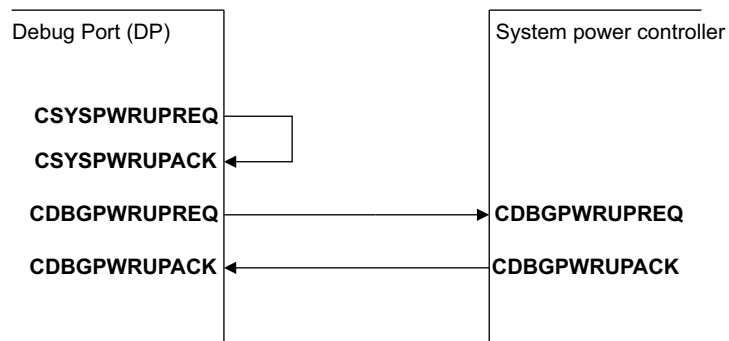 Debug Port (DP)
System power controller
CSYSPWRUPREQ
CSYSPWRUPACK
CDBGPWRUPREQ
CDBGPWRUPREQ
CDBGPWRUPACK
CDBGPWRUPACK